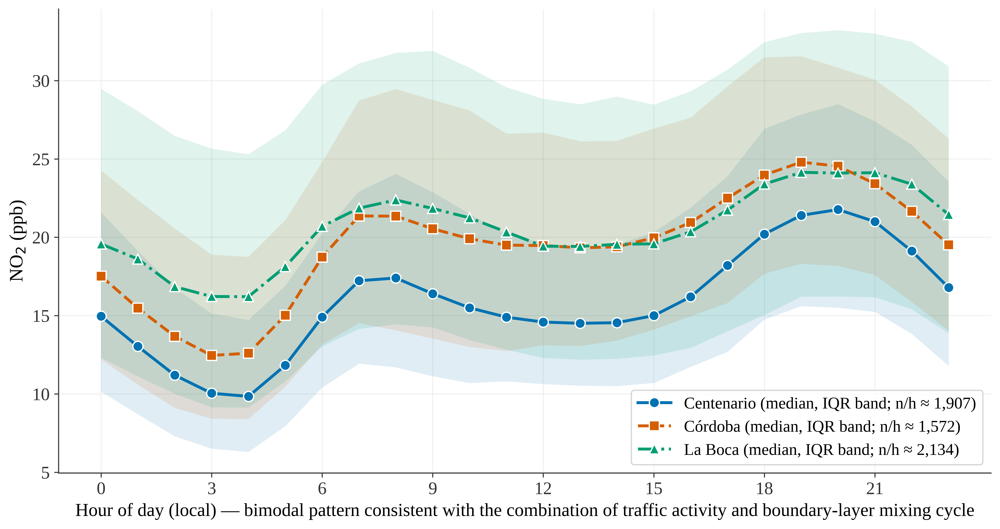 NO₂ (ppb)
30
25
20
15
10
5
0 3 6 9 12 15 18 21
Centenario (median, IQR band; n/h ≈ 1,907)
Córdoba (median, IQR band; n/h ≈ 1,572)
La Boca (median, IQR band; n/h ≈ 2,134)
Hour of day (local) — bimodal pattern consistent with the combination of traffic activity and boundary-layer mixing cycle